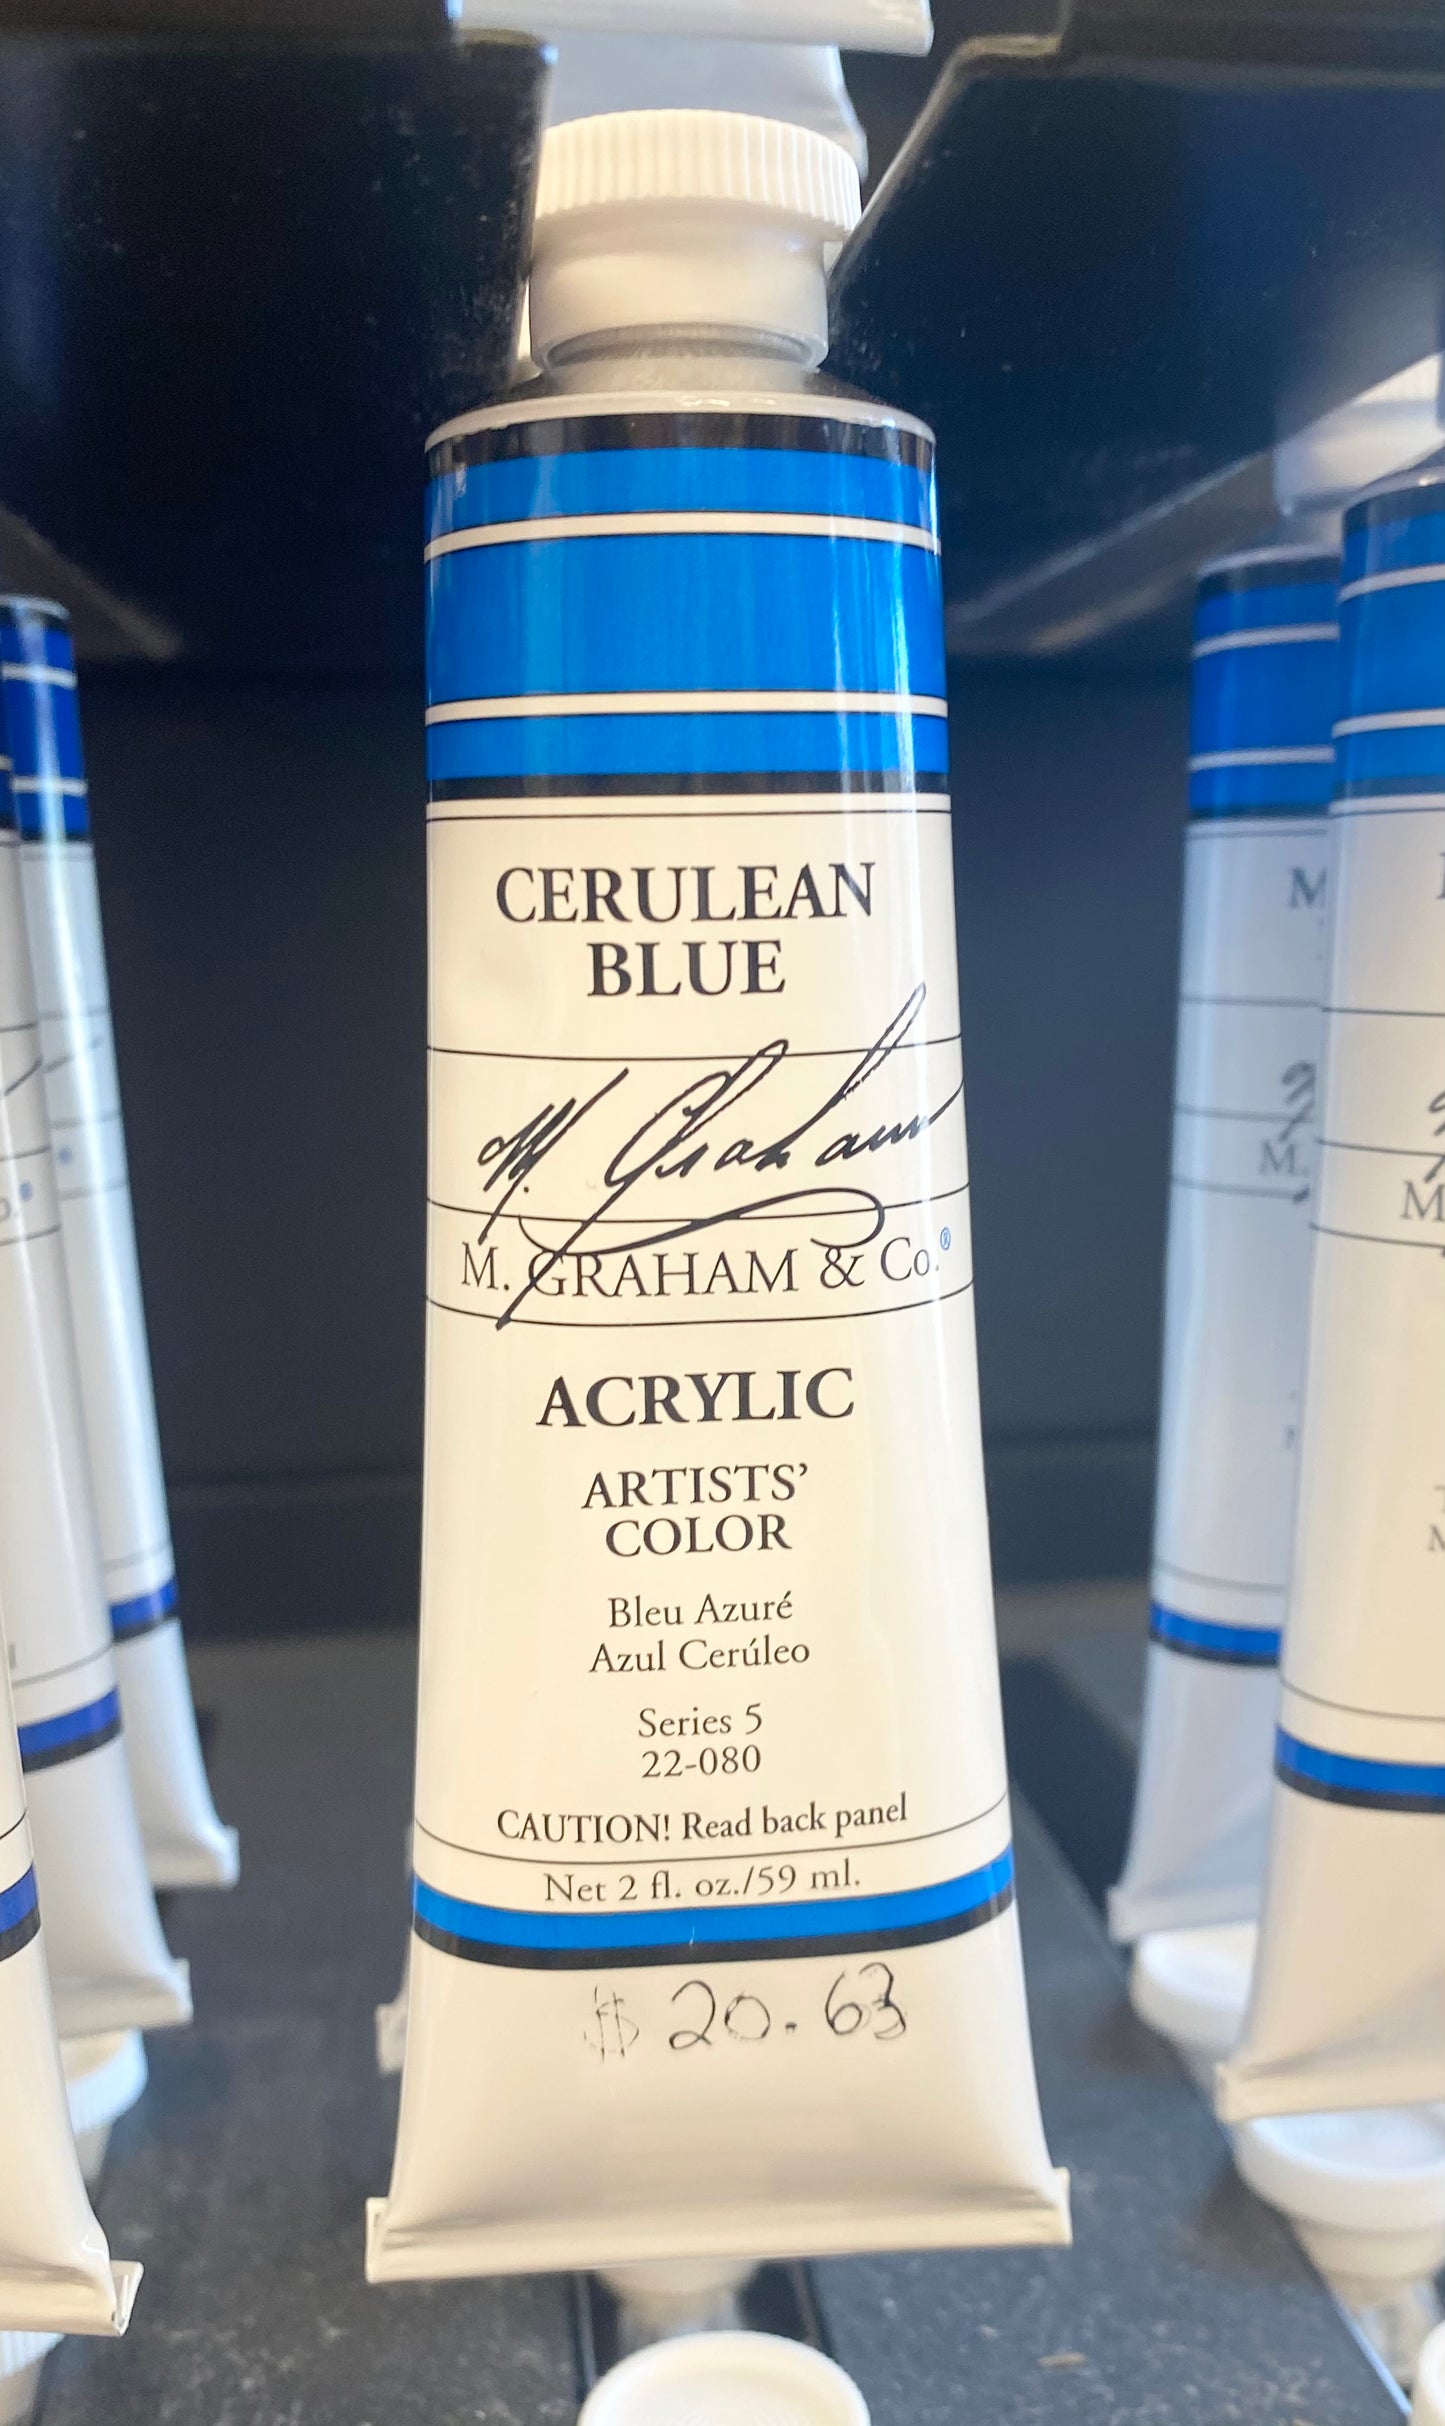 CERULEAN
BLUE
M. Graham
M. GRAHAM & Co.®
ACRYLIC
ARTISTS’
COLOR
Bleu Azuré
Azul Cerúleo
Series 5
22-080
CAUTION! Read back panel
Net 2 fl. oz./59 ml.
$20.63